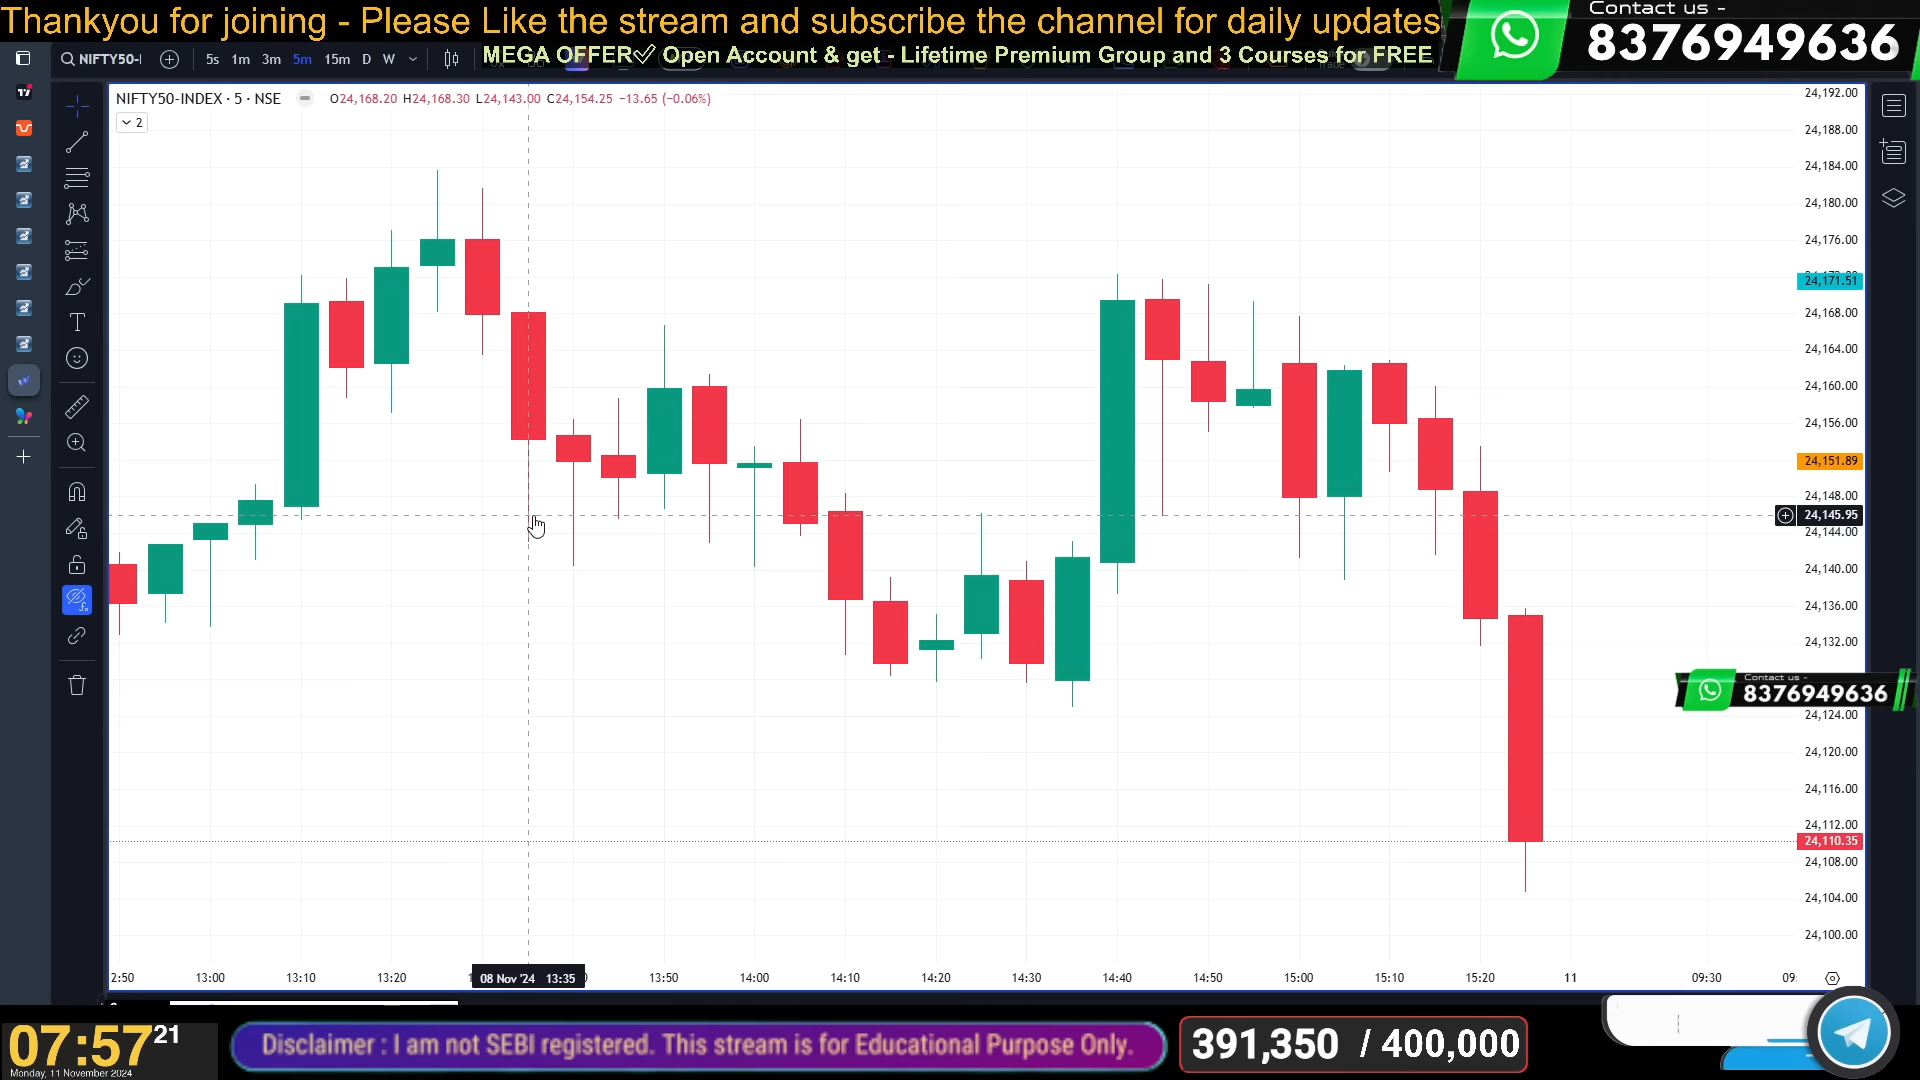 Thankyou for joining - Please Like the stream and subscribe the channel for daily updates
Contact us -
8376949636
MEGA OFFER✅ Open Account & get - Lifetime Premium Group and 3 Courses for FREE
NIFTY50-I
5s 1m 3m 5m 15m D W
NIFTY50-INDEX · 5 · NSE O24,168.20 H24,168.30 L24,143.00 C24,154.25 −13.65 (−0.06%)
2
24,192.00
24,188.00
24,184.00
24,180.00
24,176.00
24,171.51
24,168.00
24,164.00
24,160.00
24,156.00
24,151.89
24,148.00
24,145.95
24,144.00
24,140.00
24,136.00
24,132.00
Contact us -
8376949636
24,124.00
24,120.00
24,116.00
24,112.00
24,110.35
24,108.00
24,104.00
24,100.00
2:50 13:00 13:10 13:20 08 Nov '24 13:35 13:50 14:00 14:10 14:20 14:30 14:40 14:50 15:00 15:10 15:20 11 09:30 09:
07:57 21
Monday, 11 November 2024
Disclaimer : I am not SEBI registered. This stream is for Educational Purpose Only.
391,350 / 400,000